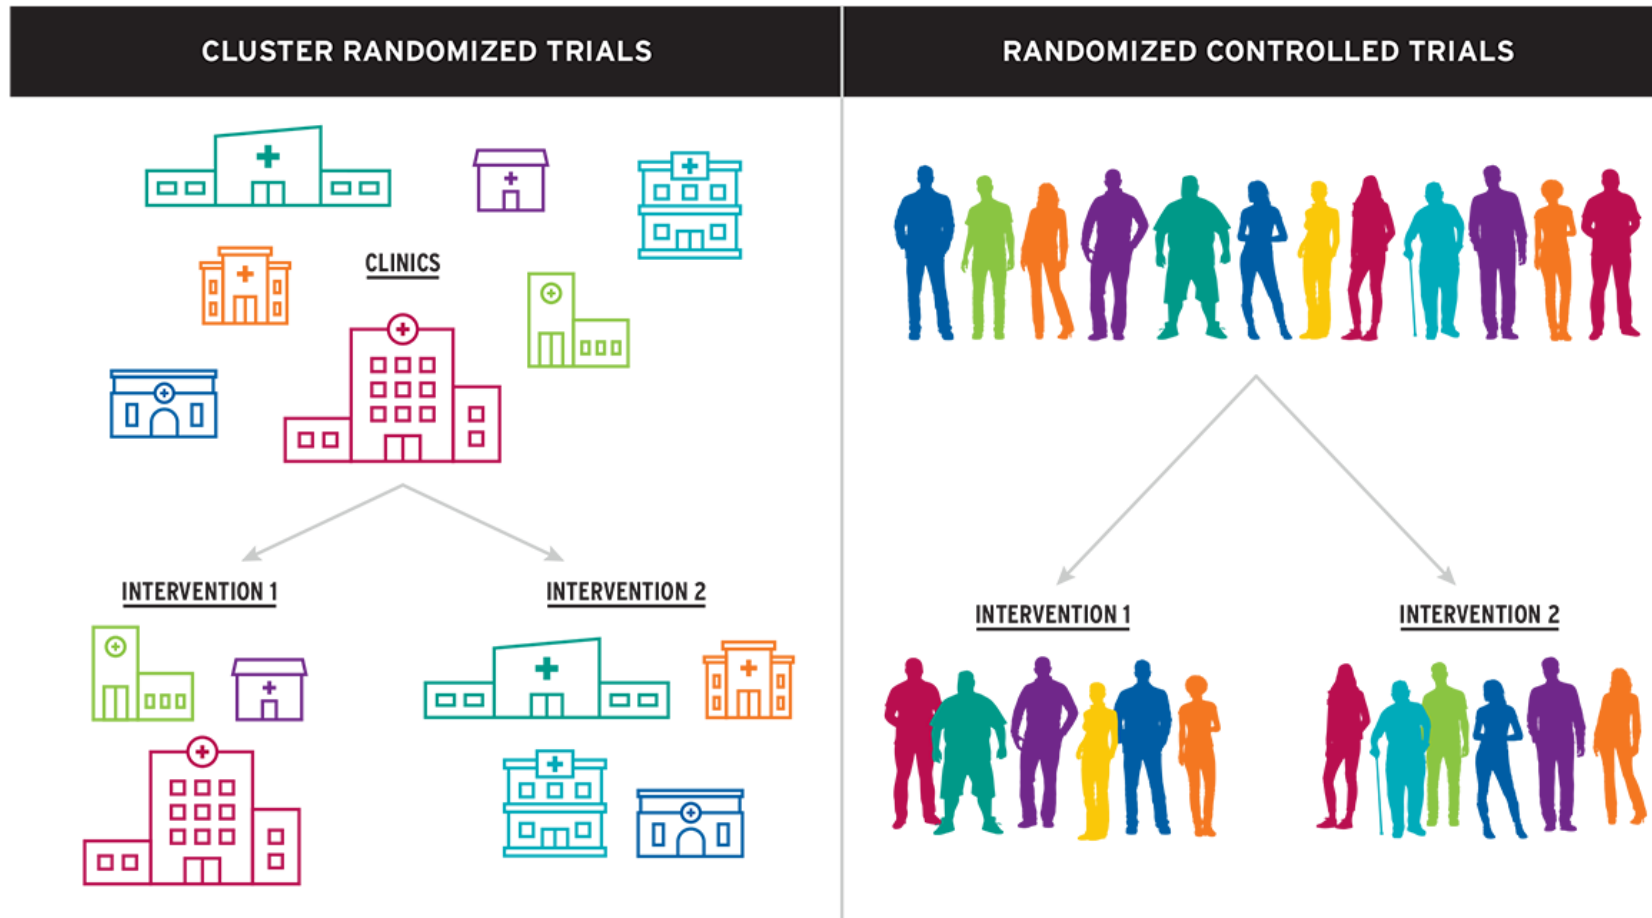 CLUSTER RANDOMIZED TRIALS
RANDOMIZED CONTROLLED TRIALS
CLINICS
INTERVENTION 1
INTERVENTION 2
INTERVENTION 1
INTERVENTION 2